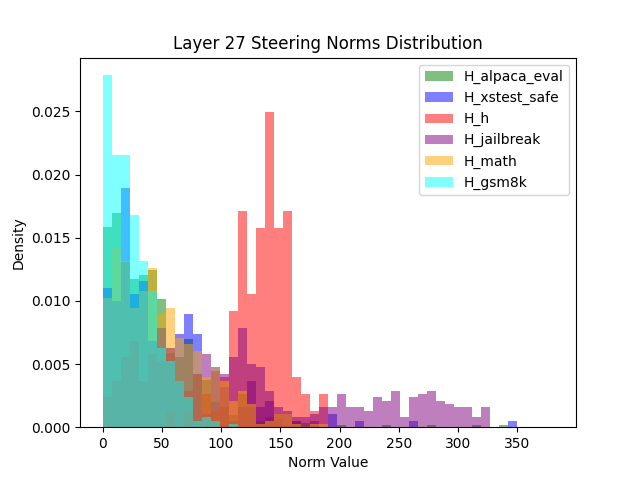 Layer 27 Steering Norms Distribution
H_alpaca_eval
H_xstest_safe
H_h
H_jailbreak
H_math
H_gsm8k
0.025
0.020
0.015
0.010
0.005
0.000
Density
0 50 100 150 200 250 300 350
Norm Value